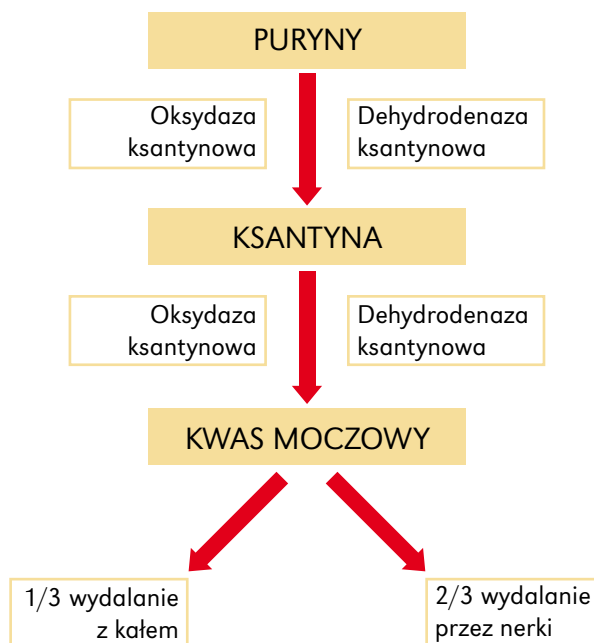 PURYNY
Oksydaza
ksantynowa
Dehydrodenaza
ksantynowa
KSANTYNA
Oksydaza
ksantynowa
Dehydrodenaza
ksantynowa
KWAS MOCZOWY
1/3 wydalanie
z kałem
2/3 wydalanie
przez nerki